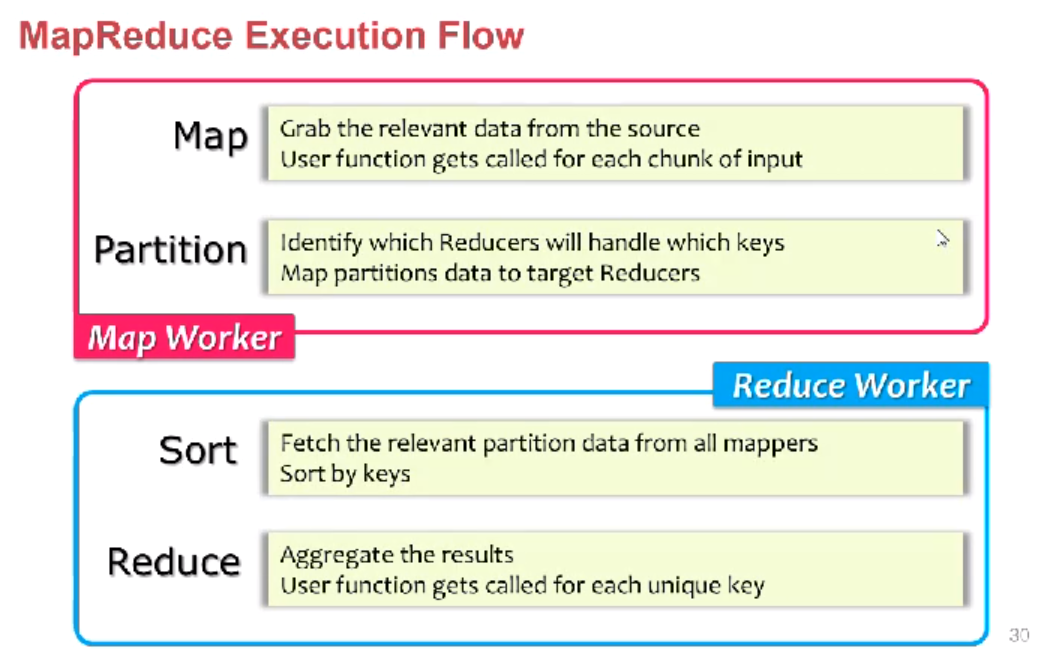 MapReduce Execution Flow
Map
Grab the relevant data from the source
User function gets called for each chunk of input
Partition
Identify which Reducers will handle which keys
Map partitions data to target Reducers
Map Worker
Reduce Worker
Sort
Fetch the relevant partition data from all mappers
Sort by keys
Reduce
Aggregate the results
User function gets called for each unique key
30